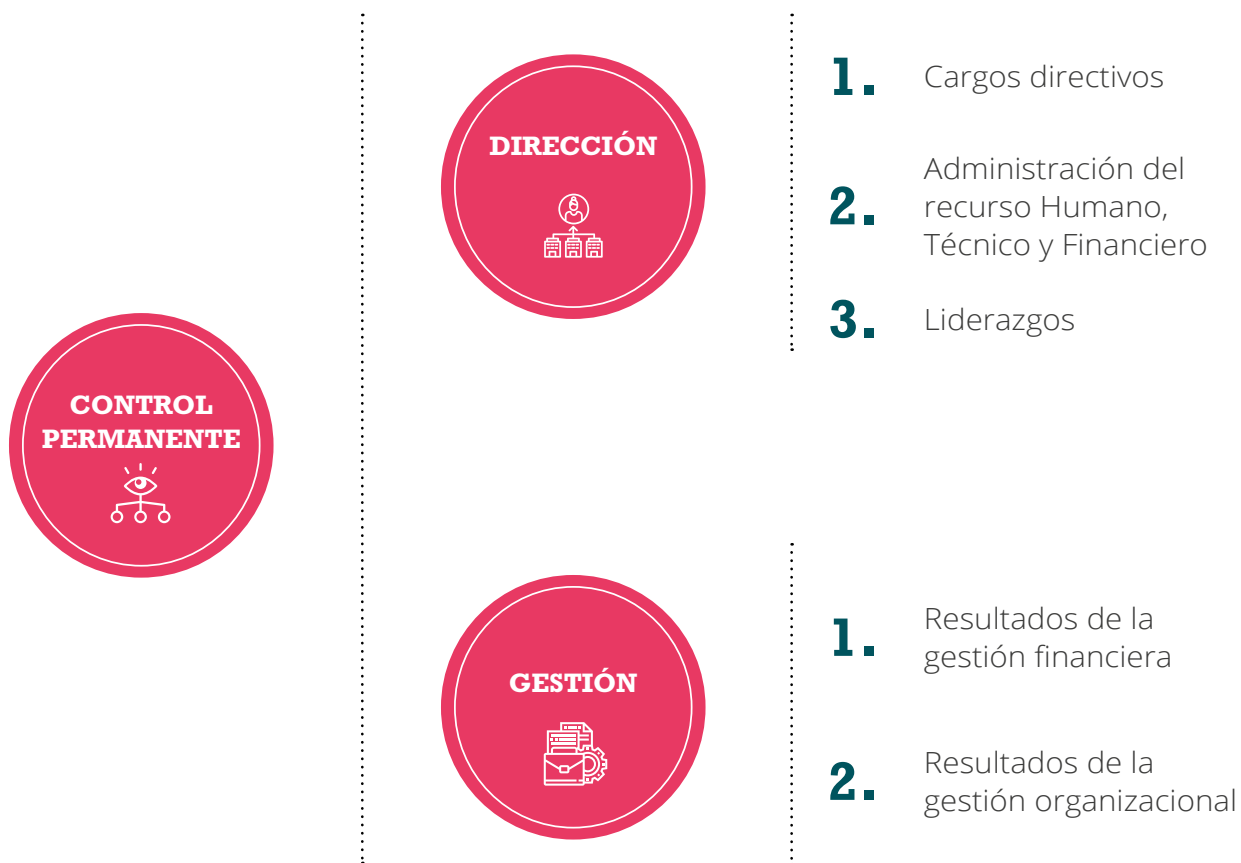 CONTROL
PERMANENTE
DIRECCIÓN
1. Cargos directivos
2. Administración del
recurso Humano,
Técnico y Financiero
3. Liderazgos
GESTIÓN
1. Resultados de la
gestión financiera
2. Resultados de la
gestión organizacional